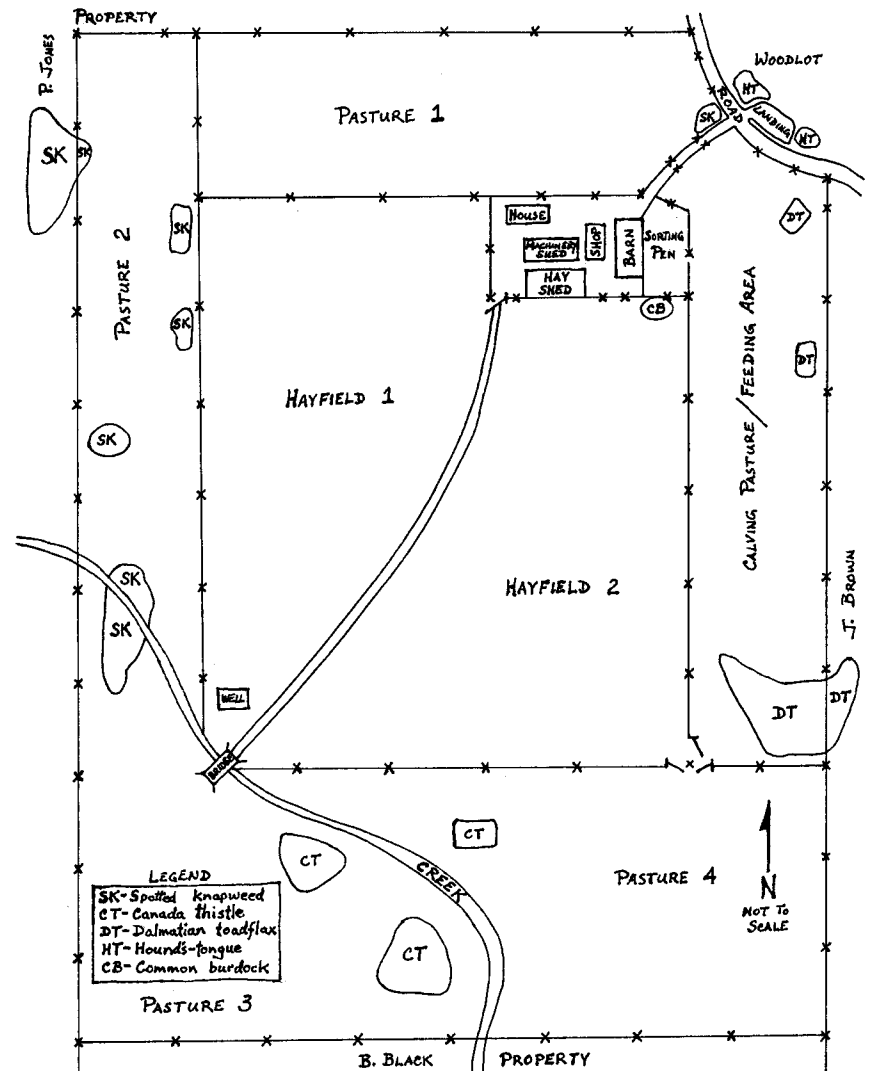 PROPERTY
P. JONES
WOODLOT
HT
ROAD
LANDING
HT
SK
PASTURE 1
SK
SK
SK
HOUSE
MACHINERY SHED
SHOP
BARN
SORTING PEN
HAY SHED
CB
DT
PASTURE 2
SK
DT
HAYFIELD 1
CALVING PASTURE / FEEDING AREA
SK
HAYFIELD 2
SK
SK
J. BROWN
WELL
DT
DT
BRIDGE
CT
CT
CREEK
PASTURE 4
N
NOT TO
SCALE
LEGEND
SK-Spotted knapweed
CT-Canada thistle
DT-Dalmatian toadflax
HT-Hound's-tongue
CB-Common burdock
CT
PASTURE 3
B. BLACK PROPERTY